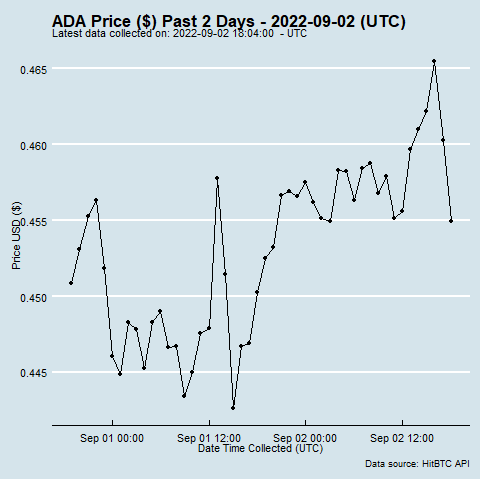 ADA Price ($) Past 2 Days - 2022-09-02 (UTC)
Latest data collected on: 2022-09-02 18:04:00  - UTC
0.465
0.460
0.455
0.450
0.445
Price USD ($)
Sep 01 00:00 Sep 01 12:00 Sep 02 00:00 Sep 02 12:00
Date Time Collected (UTC)
Data source: HitBTC API